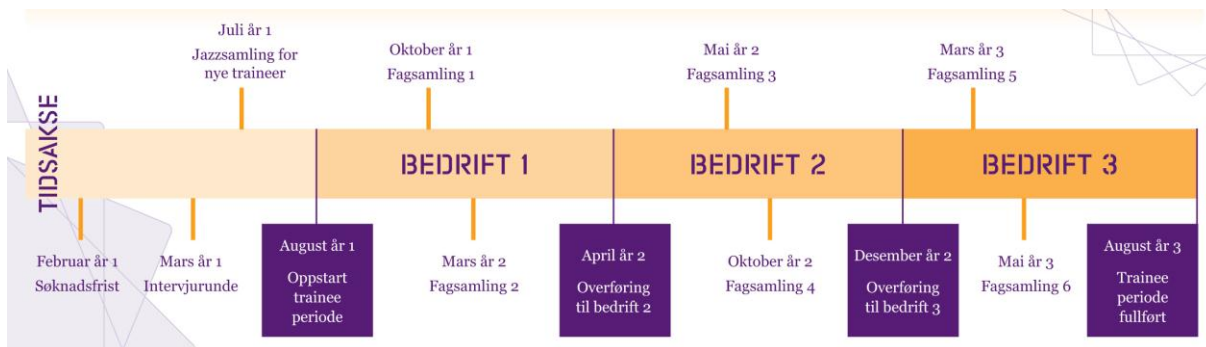 Juli år 1
Jazzsamling for
nye traineer
Oktober år 1
Fagsamling 1
Mai år 2
Fagsamling 3
Mars år 3
Fagsamling 5
TIDSAKSE
BEDRIFT 1
BEDRIFT 2
BEDRIFT 3
Februar år 1
Søknadsfrist
Mars år 1
Intervjurunde
August år 1
Oppstart
trainee
periode
Mars år 2
Fagsamling 2
April år 2
Overføring
til bedrift 2
Oktober år 2
Fagsamling 4
Desember år 2
Overføring
til bedrift 3
Mai år 3
Fagsamling 6
August år 3
Trainee
periode
fullført